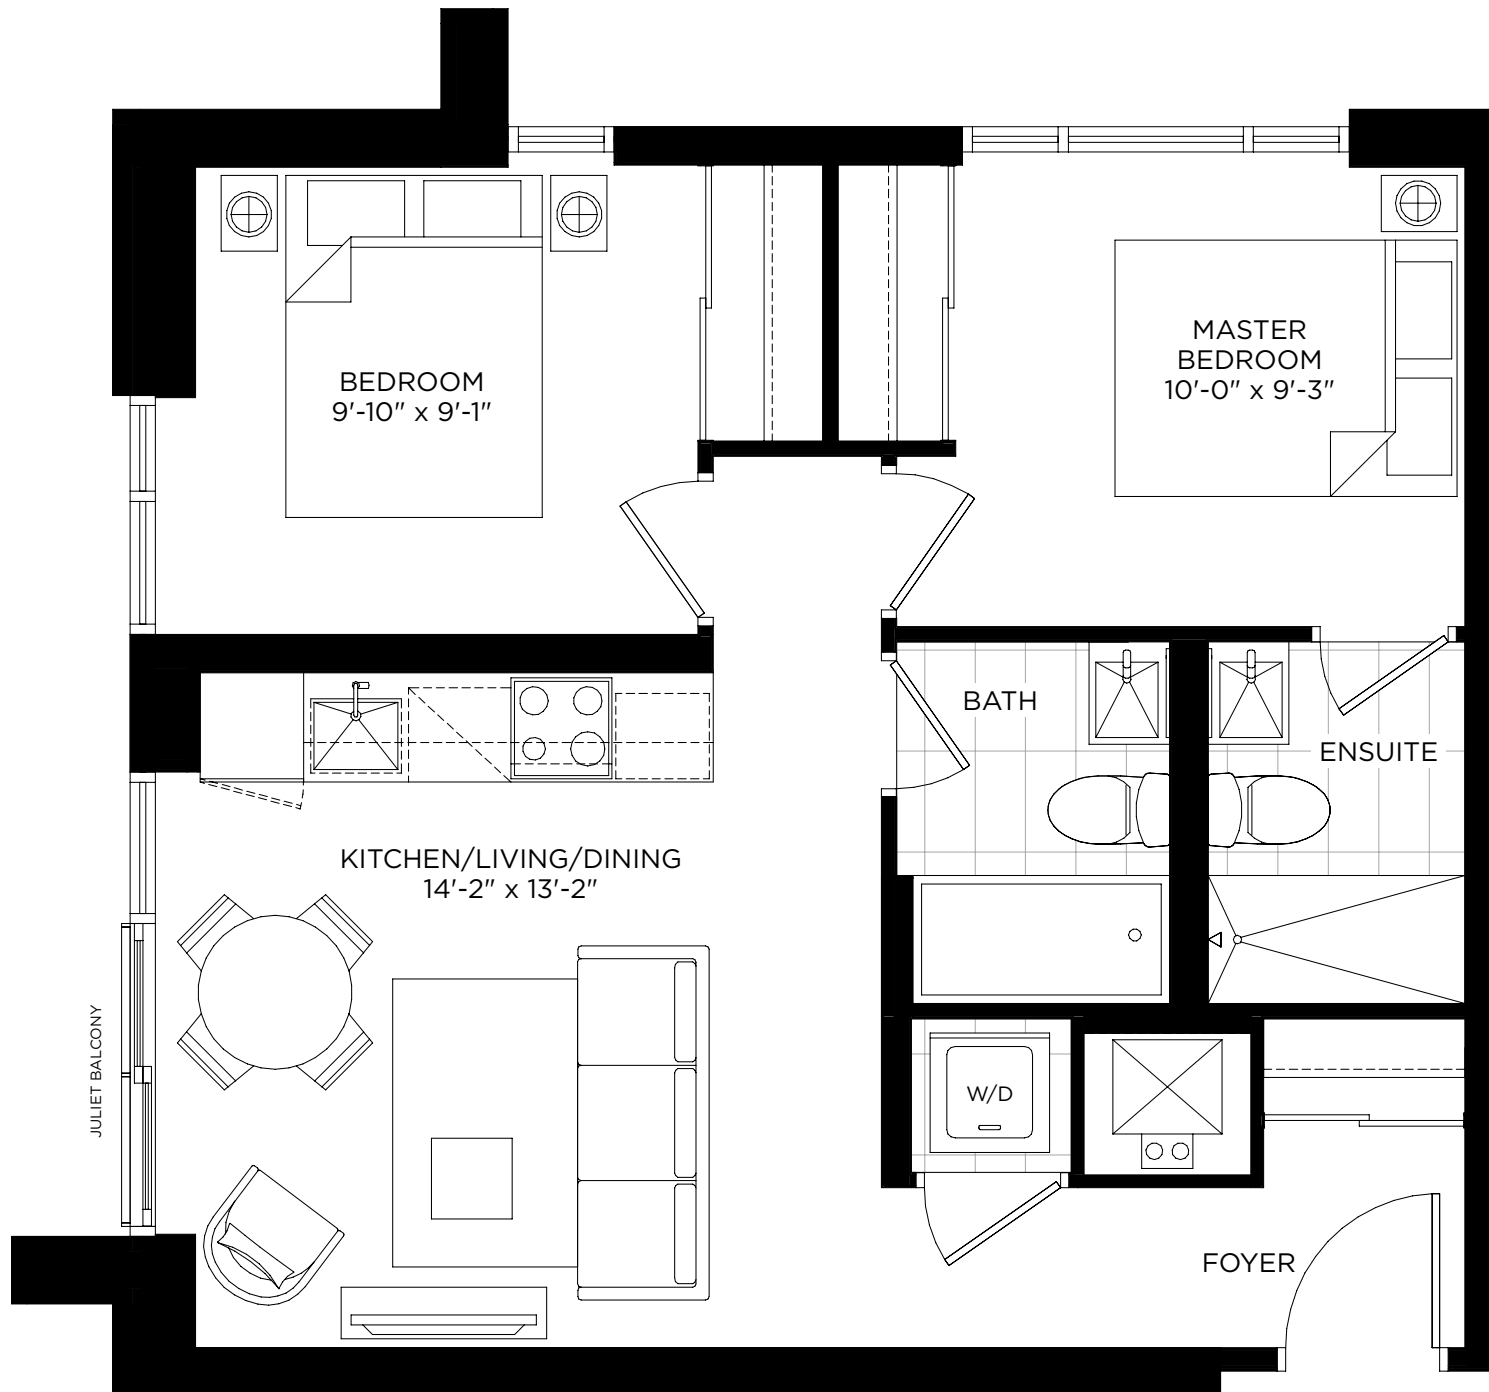 MASTER
BEDROOM
10'-0" x 9'-3"
BEDROOM
9'-10" x 9'-1"
BATH
ENSUITE
KITCHEN/LIVING/DINING
14'-2" x 13'-2"
JULIET BALCONY
W/D
FOYER